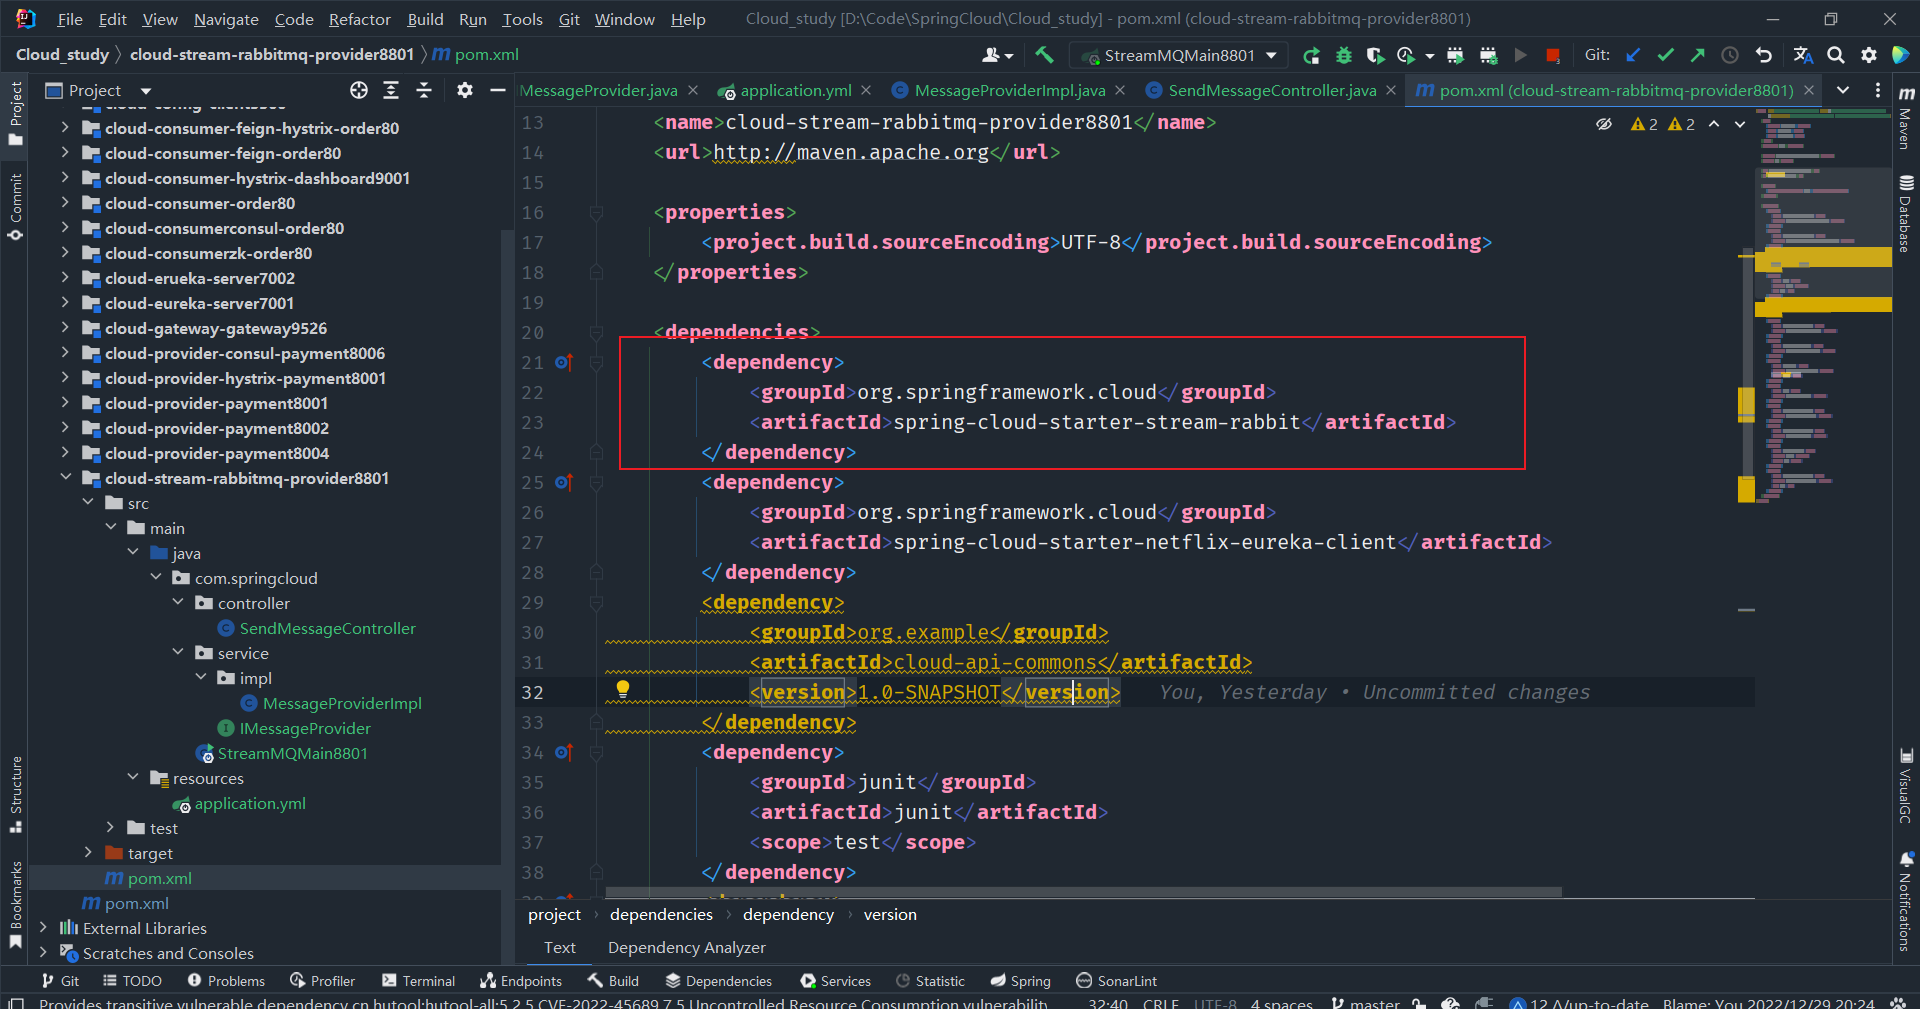 File Edit View Navigate Code Refactor Build Run Tools Git Window Help Cloud_study [D:\Code\SpringCloud\Cloud_study] - pom.xml (cloud-stream-rabbitmq-provider8801)
Cloud_study cloud-stream-rabbitmq-provider8801 pom.xml StreamMQMain8801 Git:
Project MessageProvider.java application.yml MessageProviderImpl.java SendMessageController.java pom.xml (cloud-stream-rabbitmq-provider8801)
Project
Commit
Structure
Bookmarks
cloud-consumer-feign-hystrix-order80
cloud-consumer-feign-order80
cloud-consumer-hystrix-dashboard9001
cloud-consumer-order80
cloud-consumerconsul-order80
cloud-consumerzk-order80
cloud-erueka-server7002
cloud-eureka-server7001
cloud-gateway-gateway9526
cloud-provider-consul-payment8006
cloud-provider-hystrix-payment8001
cloud-provider-payment8001
cloud-provider-payment8002
cloud-provider-payment8004
cloud-stream-rabbitmq-provider8801
src
main
java
com.springcloud
controller
SendMessageController
service
impl
MessageProviderImpl
IMessageProvider
StreamMQMain8801
resources
application.yml
test
target
pom.xml
pom.xml
External Libraries
Scratches and Consoles
13 <name>cloud-stream-rabbitmq-provider8801</name> 2 2
14 <url>http://maven.apache.org</url>
15
16 <properties>
17 <project.build.sourceEncoding>UTF-8</project.build.sourceEncoding>
18 </properties>
19
20 <dependencies>
21 <dependency>
22 <groupId>org.springframework.cloud</groupId>
23 <artifactId>spring-cloud-starter-stream-rabbit</artifactId>
24 </dependency>
25 <dependency>
26 <groupId>org.springframework.cloud</groupId>
27 <artifactId>spring-cloud-starter-netflix-eureka-client</artifactId>
28 </dependency>
29 <dependency>
30 <groupId>org.example</groupId>
31 <artifactId>cloud-api-commons</artifactId>
32 <version>1.0-SNAPSHOT</version> You, Yesterday • Uncommitted changes
33 </dependency>
34 <dependency>
35 <groupId>junit</groupId>
36 <artifactId>junit</artifactId>
37 <scope>test</scope>
38 </dependency>
project › dependencies › dependency › version
Text Dependency Analyzer
Maven
Database
VisualGC
Notifications
Git TODO Problems Profiler Terminal Endpoints Build Dependencies Services Statistic Spring SonarLint
Provides transitive vulnerable dependency cn.hutool:hutool-all:5.2.5 CVE-2022-45689 7.5 Uncontrolled Resource Consumption vulnerability 32:40 CRLF UTF-8 4 spaces master 12 Δ/up-to-date Blame: You 2022/12/29 20:24